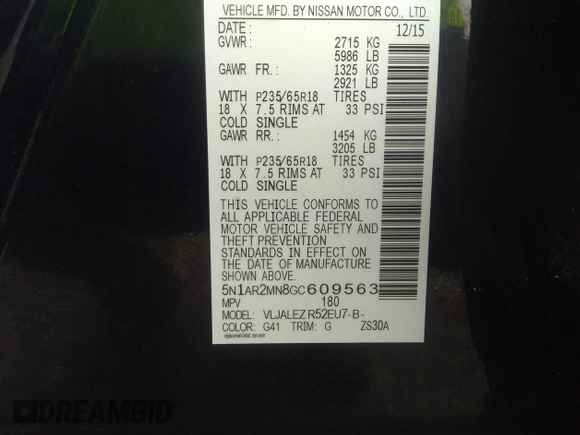 VEHICLE MFD. BY NISSAN MOTOR CO., LTD.
DATE : 12/15
GVWR: 2715 KG
5986 LB
GAWR FR.: 1325 KG
2921 LB
WITH P235/65R18 TIRES
18 X 7.5 RIMS AT 33 PSI
COLD SINGLE
GAWR RR.: 1454 KG
3205 LB
WITH P235/65R18 TIRES
18 X 7.5 RIMS AT 33 PSI
COLD SINGLE
THIS VEHICLE CONFORMS TO
ALL APPLICABLE FEDERAL
MOTOR VEHICLE SAFETY AND
THEFT PREVENTION
STANDARDS IN EFFECT ON
THE DATE OF MANUFACTURE
SHOWN ABOVE.
5N1AR2MN8GC609563
MPV 180
MODEL: VLJALEZ R52EU7-B-
COLOR: G41 TRIM: G ZS30A
replacement label: non serv
DREAMBID